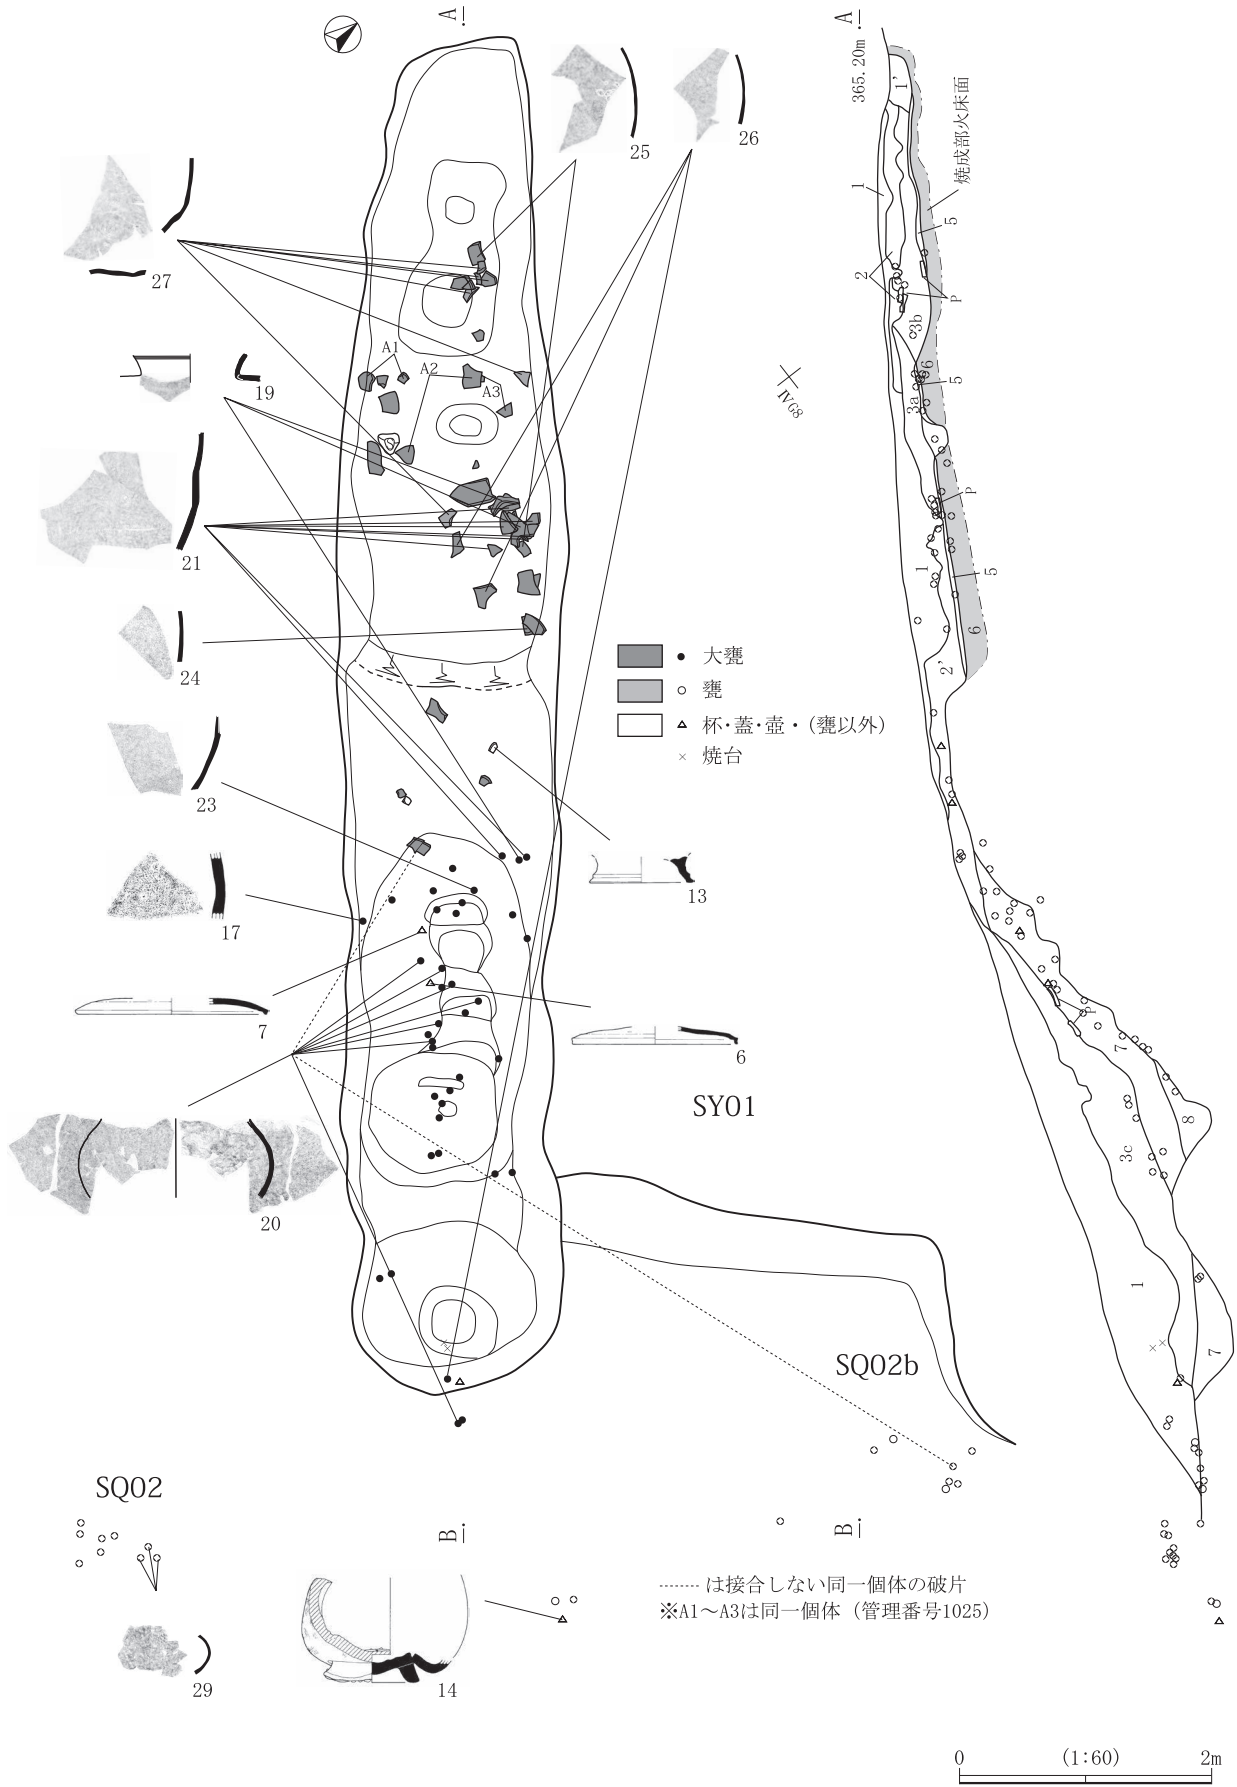 A
A
365.20m
25
26
1'
焼成部火床面
27
1
5
2
P
3b
A1
A2
A3
19
6
5
3a
ⅣG8
P
21
1
5
24
6
2'
大甕
甕
杯・蓋・壺・（甕以外）
焼台
23
13
17
7
6
P
7
SY01
20
8
3c
1
7
SQ02b
SQ02
B
B
------ は接合しない同一個体の破片
※A1～A3は同一個体（管理番号1025）
29
14
0 (1:60) 2m